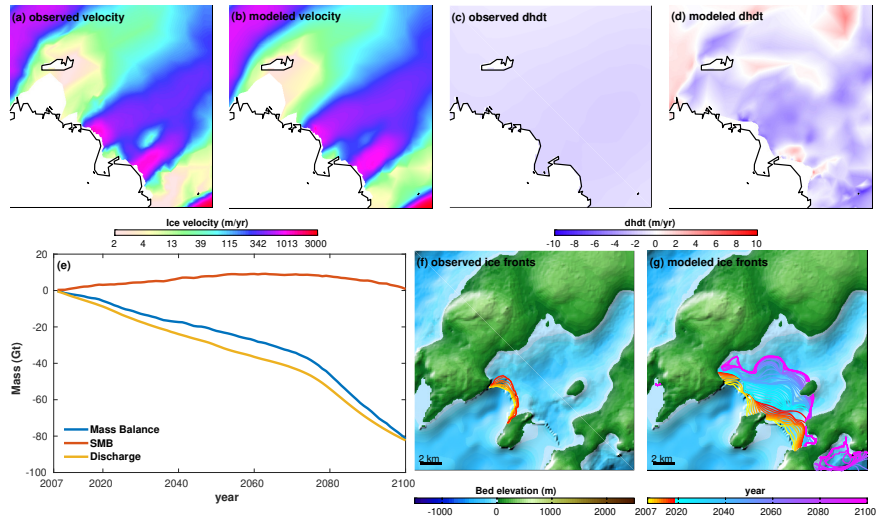 (a) observed velocity
(b) modeled velocity
(c) observed dhdt
(d) modeled dhdt
Ice velocity (m/yr)
2 4 13 39 115 342 1013 3000
dhdt (m/yr)
-10 -8 -6 -4 -2 0 2 4 6 8 10
(e)
20
0
-20
-40
-60
-80
-100
Mass (Gt)
Mass Balance
SMB
Discharge
2007 2020 2040 2060 2080 2100
year
(f) observed ice fronts
2 km
(g) modeled ice fronts
2 km
Bed elevation (m)
-1000 0 1000 2000
year
2007 2020 2040 2060 2080 2100